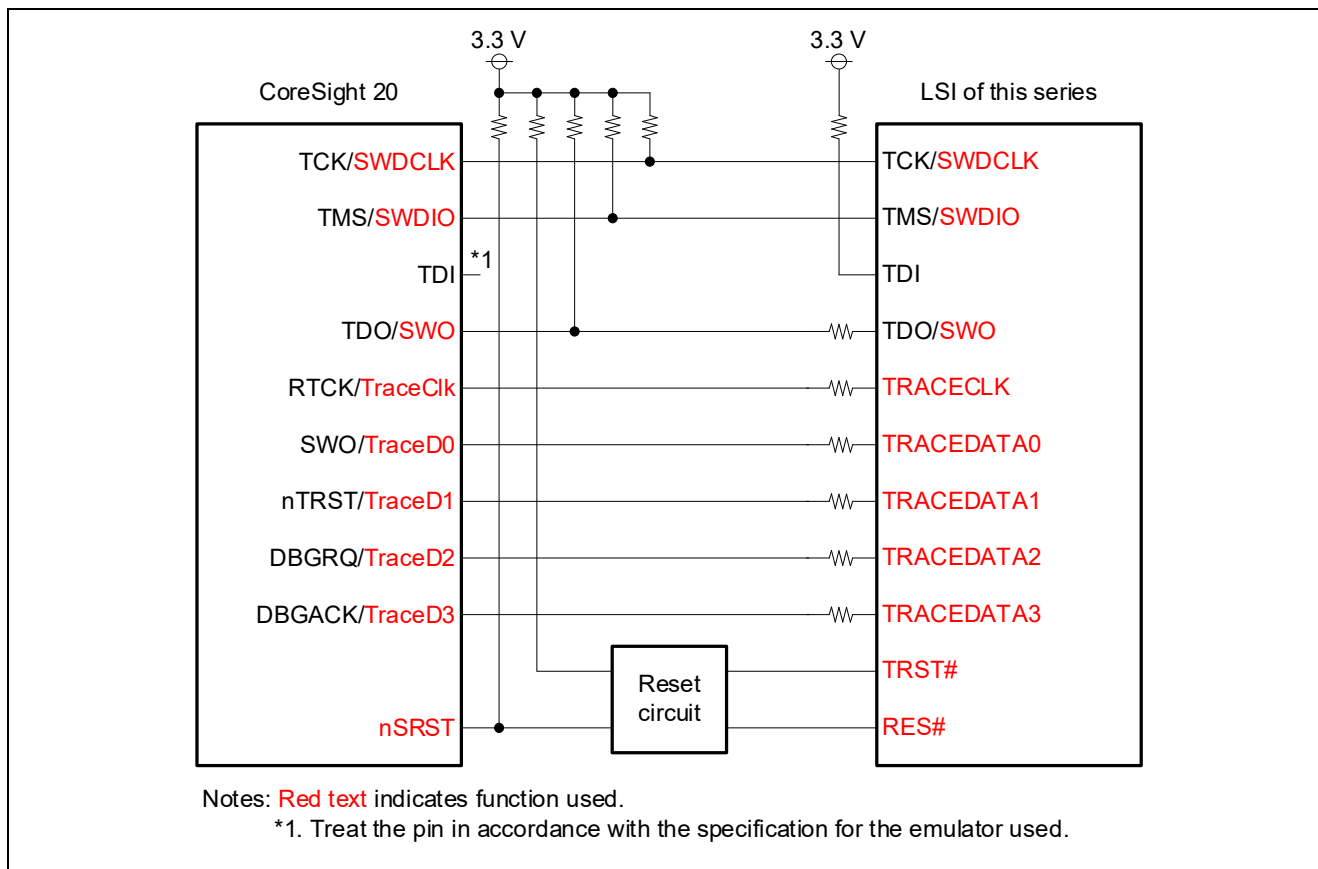 3.3 V
3.3 V
CoreSight 20
LSI of this series
TCK/SWDCLK
TCK/SWDCLK
TMS/SWDIO
TMS/SWDIO
TDI
*1
TDI
TDO/SWO
TDO/SWO
RTCK/TraceClk
TRACECLK
SWO/TraceD0
TRACEDATA0
nTRST/TraceD1
TRACEDATA1
DBGRQ/TraceD2
TRACEDATA2
DBGACK/TraceD3
TRACEDATA3
Reset
circuit
TRST#
nSRST
RES#
Notes: Red text indicates function used.
*1. Treat the pin in accordance with the specification for the emulator used.